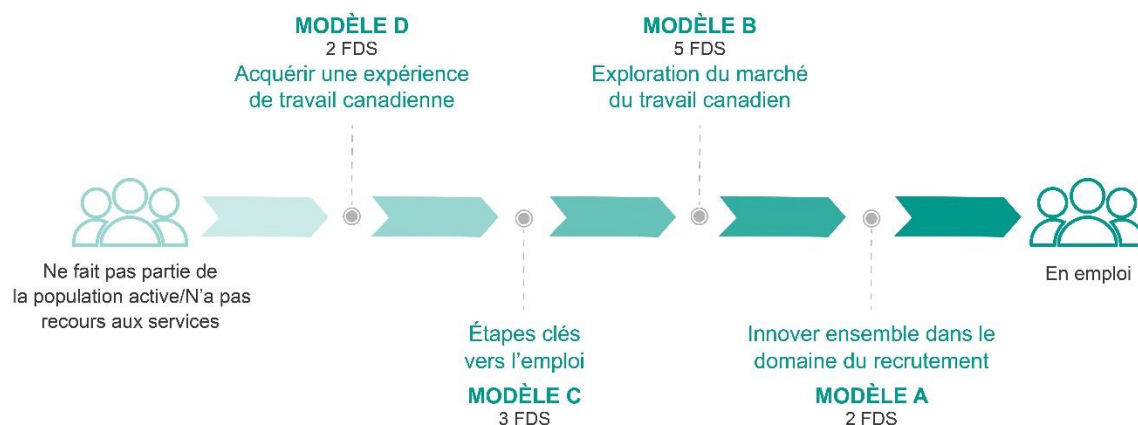 MODÈLE D
2 FDS
Acquérir une expérience
de travail canadienne
MODÈLE B
5 FDS
Exploration du marché
du travail canadien
Ne fait pas partie de
la population active/N'a pas
recours aux services
En emploi
Étapes clés
vers l'emploi
MODÈLE C
3 FDS
Innover ensemble dans le
domaine du recrutement
MODÈLE A
2 FDS